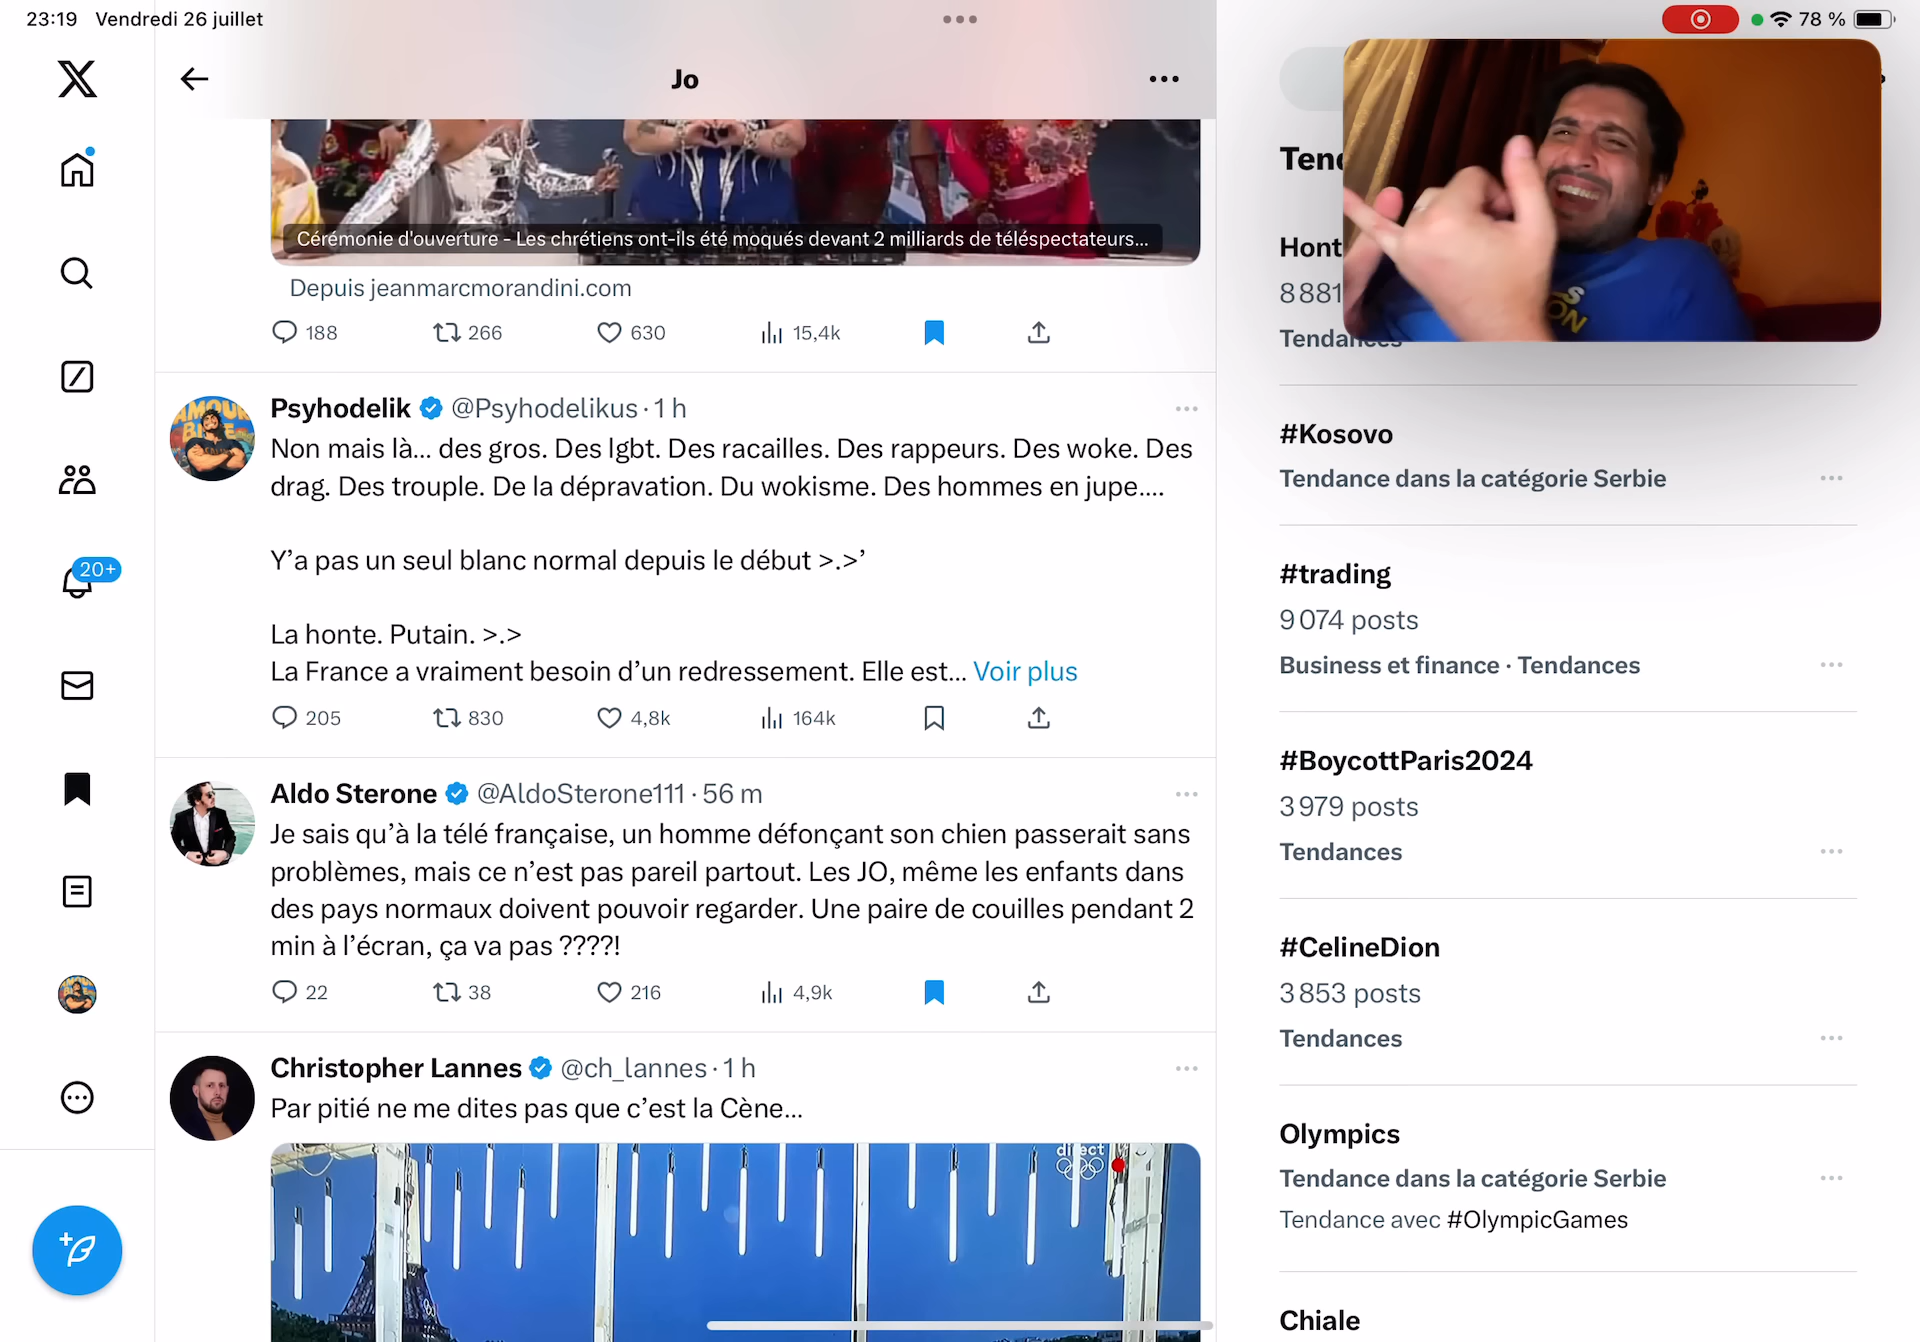 23:19 Vendredi 26 juillet
78 %
Jo
Cérémonie d'ouverture - Les chrétiens ont-ils été moqués devant 2 milliards de téléspectateurs...
Depuis jeanmarcmorandini.com
188 266 630 15,4k
Psyhodelik @Psyhodelikus · 1 h
Non mais là... des gros. Des lgbt. Des racailles. Des rappeurs. Des woke. Des
drag. Des trouple. De la dépravation. Du wokisme. Des hommes en jupe....
Y’a pas un seul blanc normal depuis le début >.>’
La honte. Putain. >.>
La France a vraiment besoin d’un redressement. Elle est... Voir plus
205 830 4,8k 164k
Aldo Sterone @AldoSterone111 · 56 m
Je sais qu’à la télé française, un homme défonçant son chien passerait sans
problèmes, mais ce n’est pas pareil partout. Les JO, même les enfants dans
des pays normaux doivent pouvoir regarder. Une paire de couilles pendant 2
min à l’écran, ça va pas ????!
22 38 216 4,9k
Christopher Lannes @ch_lannes · 1 h
Par pitié ne me dites pas que c’est la Cène...
direct
20+
Tend
Hont
8 881
Tendances
#Kosovo
Tendance dans la catégorie Serbie
#trading
9 074 posts
Business et finance · Tendances
#BoycottParis2024
3 979 posts
Tendances
#CelineDion
3 853 posts
Tendances
Olympics
Tendance dans la catégorie Serbie
Tendance avec #OlympicGames
Chiale